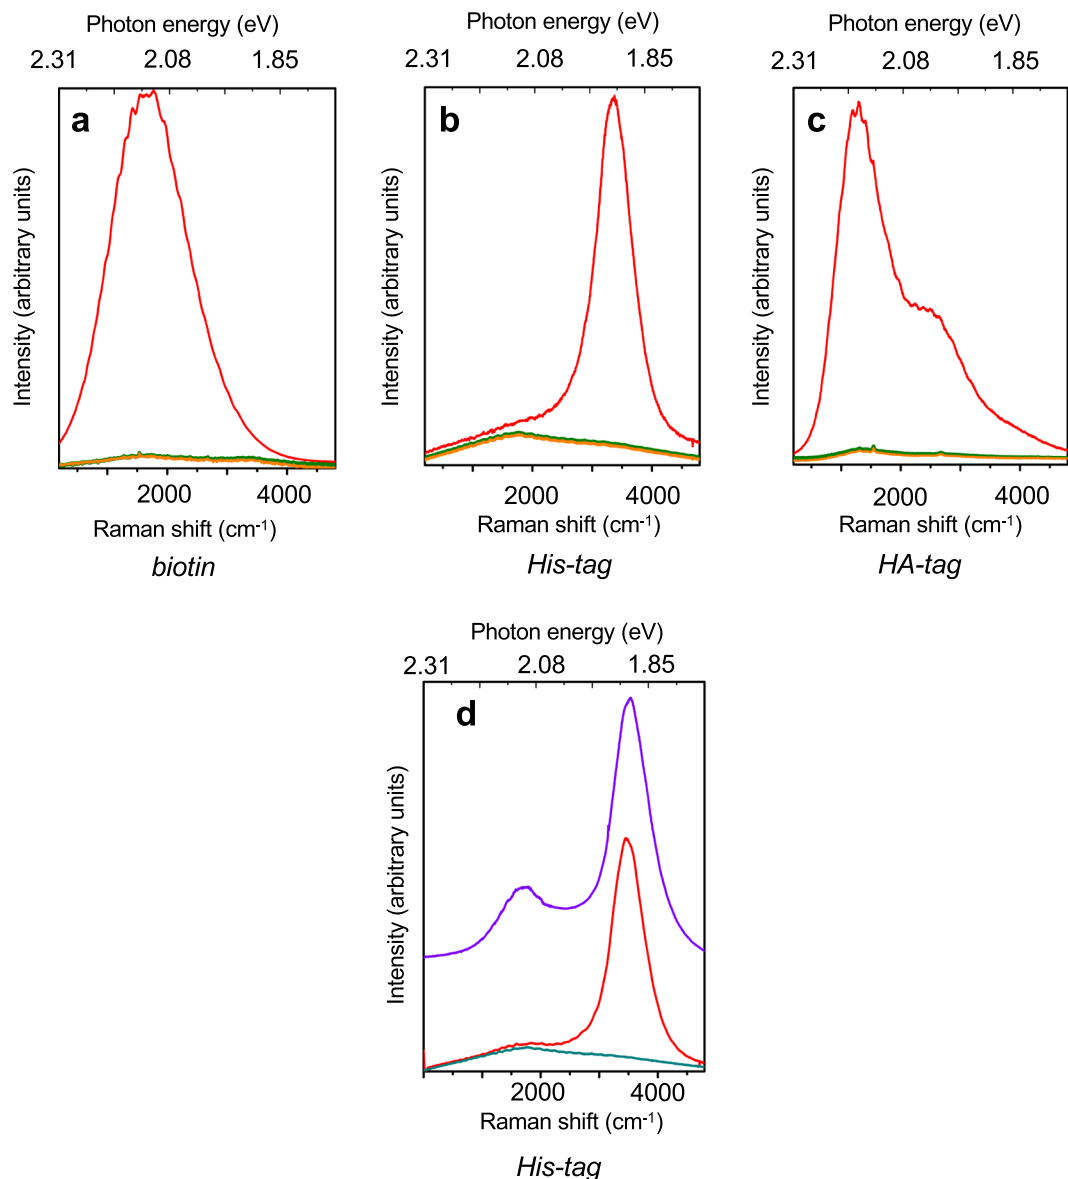 Photon energy (eV)
2.31 2.08 1.85
a
Intensity (arbitrary units)
2000 4000
Raman shift (cm⁻¹)
biotin
Photon energy (eV)
2.31 2.08 1.85
b
Intensity (arbitrary units)
2000 4000
Raman shift (cm⁻¹)
His-tag
Photon energy (eV)
2.31 2.08 1.85
c
Intensity (arbitrary units)
2000 4000
Raman shift (cm⁻¹)
HA-tag
Photon energy (eV)
2.31 2.08 1.85
d
Intensity (arbitrary units)
2000 4000
Raman shift (cm⁻¹)
His-tag